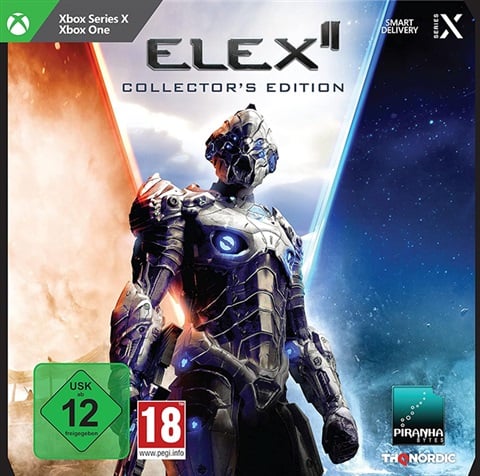 Xbox Series X
Xbox One
SMART
DELIVERY
SERIES
X
ELEX II
COLLECTOR'S EDITION
USK
ab
12
freigegeben
18
www.pegi.info
PIRANHA
BYTES
THQ NORDIC